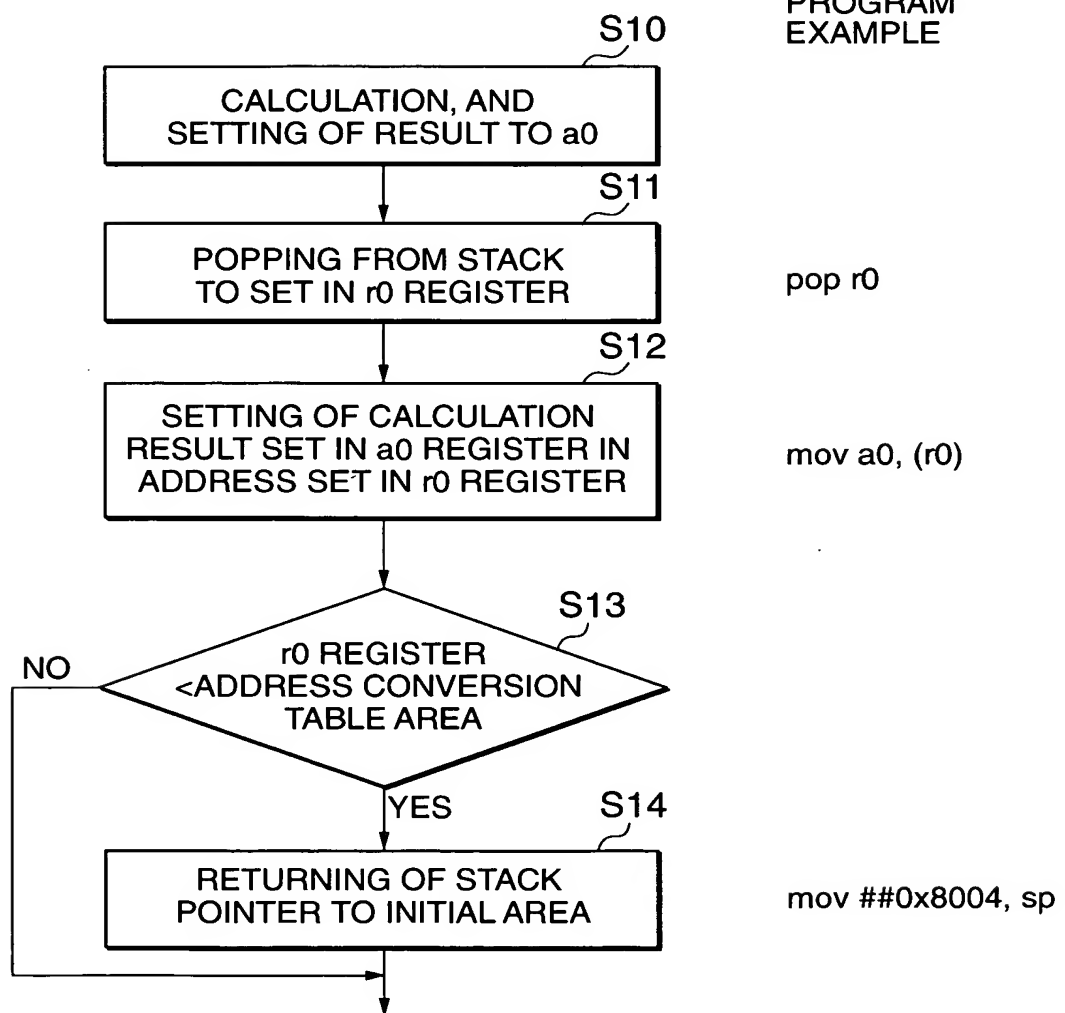 PROGRAM
EXAMPLE
S10
CALCULATION, AND
SETTING OF RESULT TO a0
S11
POPPING FROM STACK
TO SET IN r0 REGISTER
pop r0
S12
SETTING OF CALCULATION
RESULT SET IN a0 REGISTER IN
ADDRESS SET IN r0 REGISTER
mov a0, (r0)
S13
r0 REGISTER
<ADDRESS CONVERSION
TABLE AREA
NO
YES
S14
RETURNING OF STACK
POINTER TO INITIAL AREA
mov ##0x8004, sp